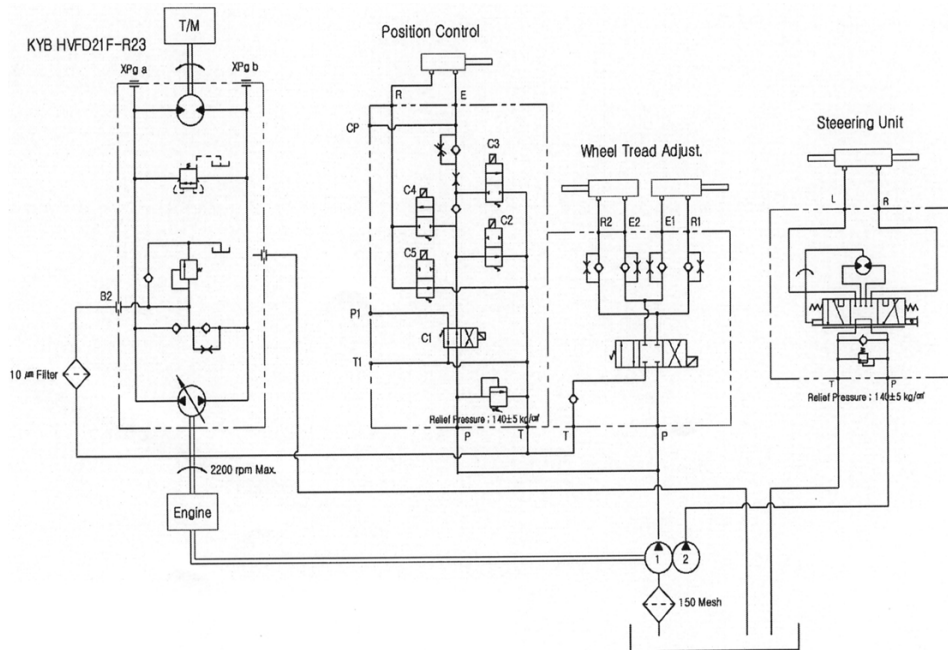 T/M
Position Control
KYB HVFD21F-R23
XPg a
XPg b
R
E
CP
C3
C4
C2
C5
P1
C1
T1
Relief Pressure : 140±5 kg/㎠
P
T
Wheel Tread Adjust.
R2
E2
E1
R1
T
P
Steeering Unit
L
R
T
P
Relief Pressure : 140±5 kg/㎠
B2
10 ㎛ Filter
2200 rpm Max.
Engine
1
2
150 Mesh